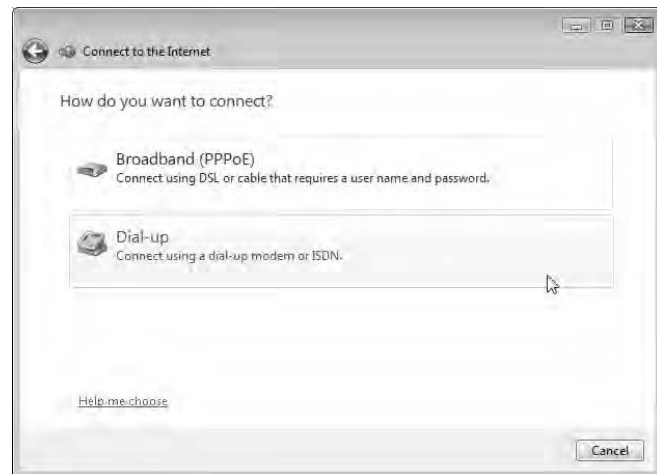 Connect to the Internet
How do you want to connect?
Broadband (PPPoE)
Connect using DSL or cable that requires a user name and password.
Dial-up
Connect using a dial-up modem or ISDN.
Help me choose
Cancel